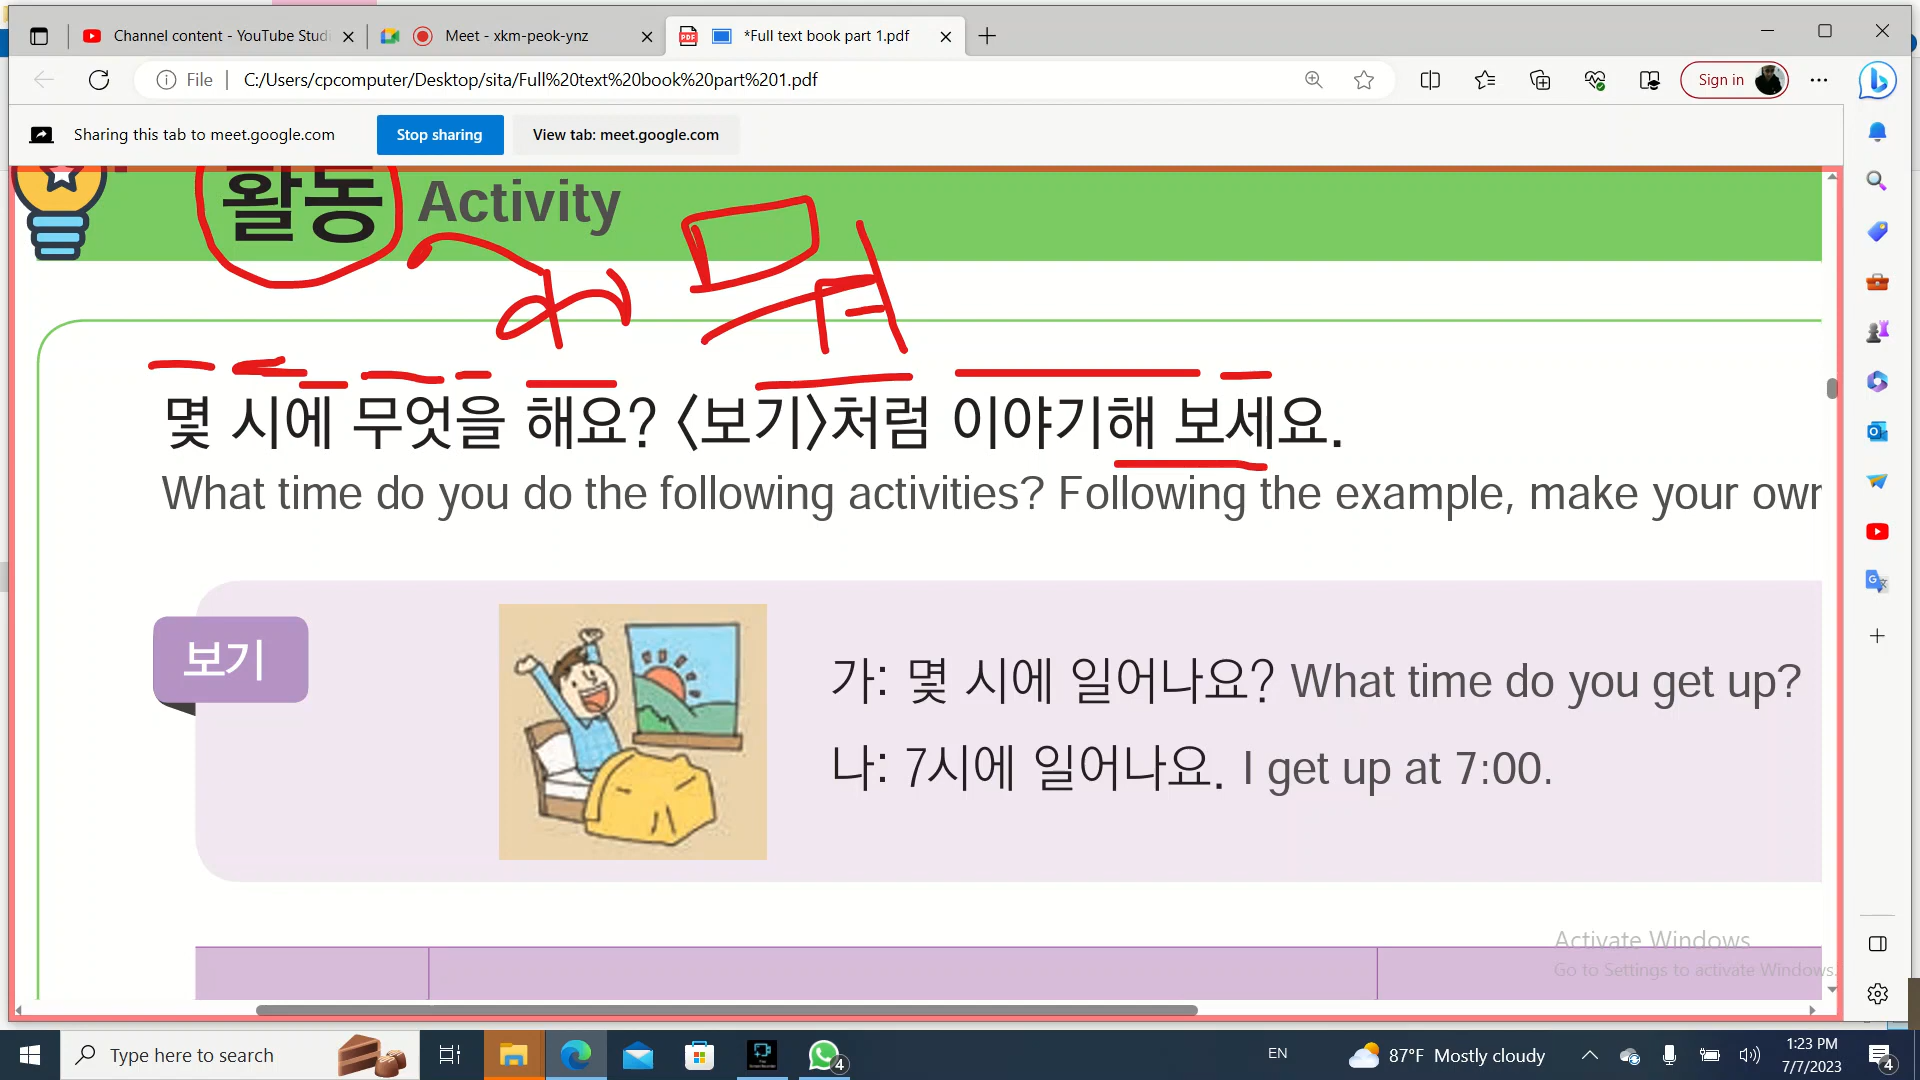 Channel content - YouTube Studi
Meet - xkm-peok-ynz
*Full text book part 1.pdf
File
C:/Users/cpcomputer/Desktop/sita/Full%20text%20book%20part%201.pdf
Sign in
Sharing this tab to meet.google.com
Stop sharing
View tab: meet.google.com
활동 Activity
몇 시에 무엇을 해요? 〈보기〉처럼 이야기해 보세요.
What time do you do the following activities? Following the example, make your own
보기
가: 몇 시에 일어나요? What time do you get up?
나: 7시에 일어나요. I get up at 7:00.
Activate Windows
Go to Settings to activate Windows.
Type here to search
4
EN
87°F Mostly cloudy
1:23 PM
7/7/2023
4